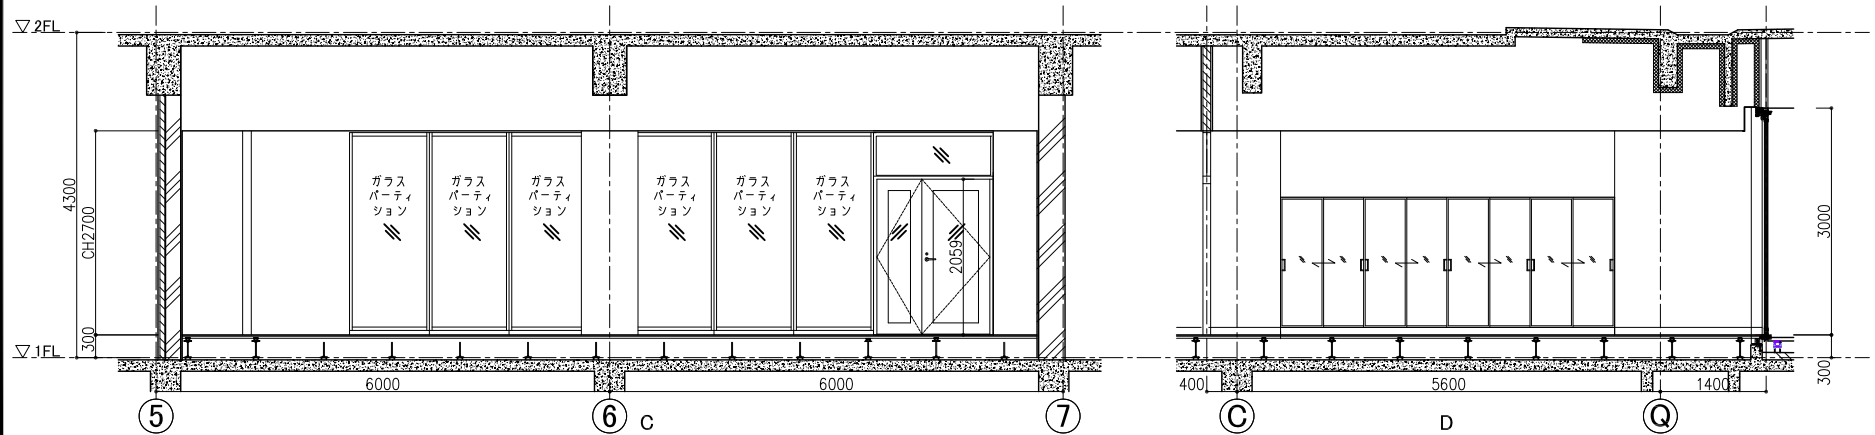 ▽2FL
4300
CH2700
300
▽1FL
ガラス
パーティ
ション
ガラス
パーティ
ション
ガラス
パーティ
ション
ガラス
パーティ
ション
ガラス
パーティ
ション
ガラス
パーティ
ション
2059
6000
6000
5
6
C
7
3000
300
400
5600
1400
C
D
Q